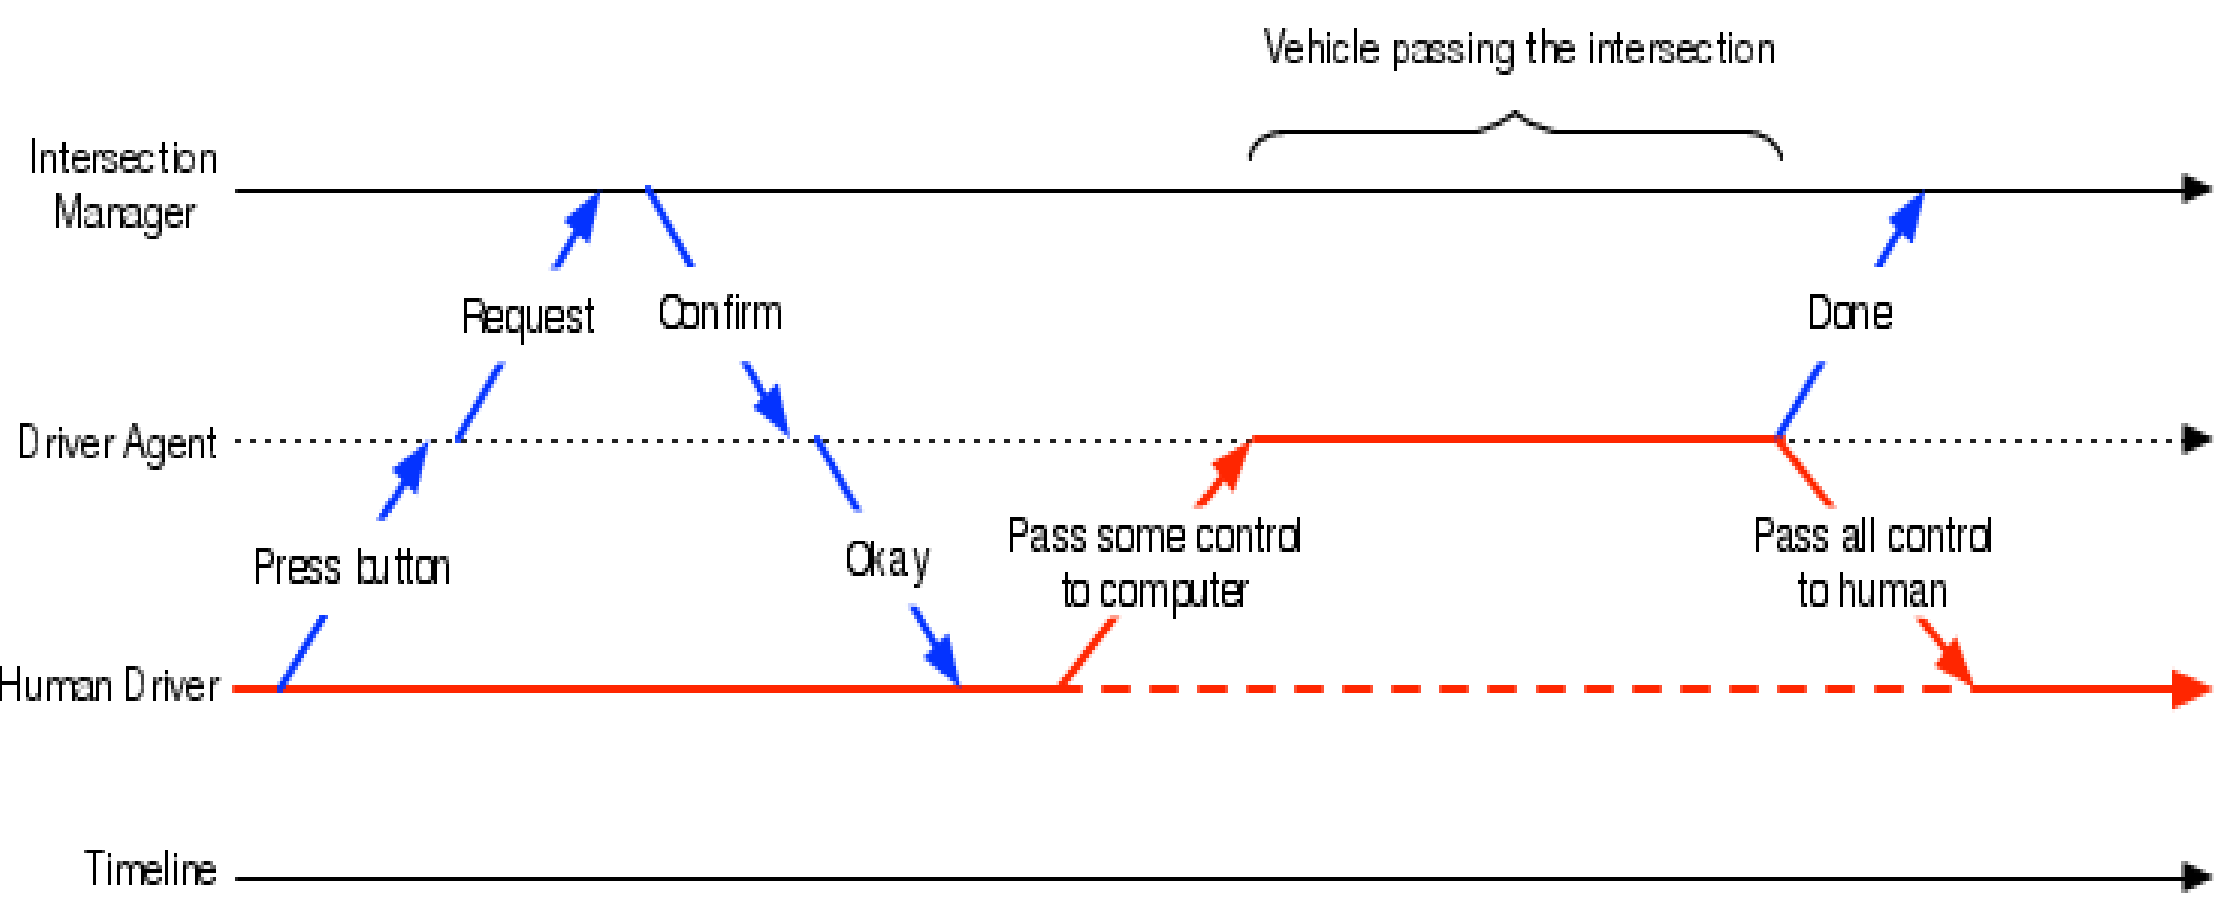 Vehicle passing the intersection
Intersection
Manager
Request
Confirm
Done
Driver Agent
Pass some control
to computer
Pass all control
to human
Press button
Okay
Human Driver
Timeline